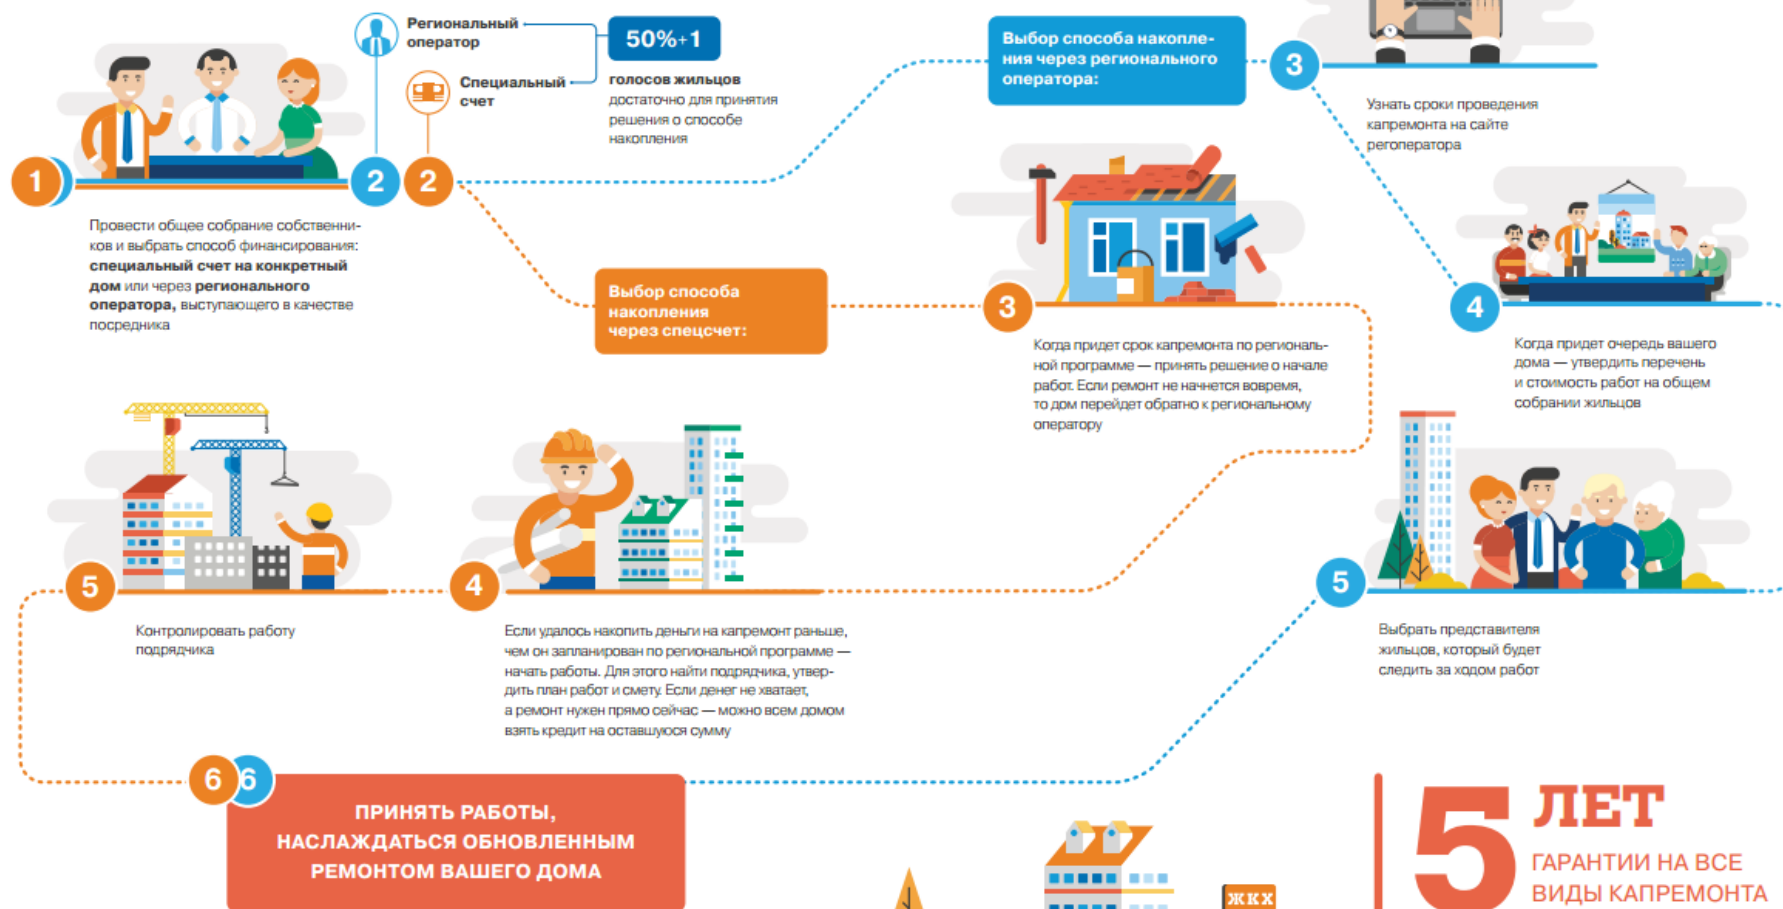 Региональный
оператор
50%+1
Специальный
счет
голосов жильцов
достаточно для принятия
решения о способе
накопления
1
2
2
Провести общее собрание собственни-
ков и выбрать способ финансирования:
специальный счет на конкретный
дом или через регионального
оператора, выступающего в качестве
посредника
Выбор способа накопле-
ния через регионального
оператора:
3
Узнать сроки проведения
капремонта на сайте
регоператора
4
Когда придет очередь вашего
дома — утвердить перечень
и стоимость работ на общем
собрании жильцов
5
Выбрать представителя
жильцов, который будет
следить за ходом работ
Выбор способа
накопления
через спецсчет:
3
Когда придет срок капремонта по региональ-
ной программе — принять решение о начале
работ. Если ремонт не начнется вовремя,
то дом перейдет обратно к региональному
оператору
4
Если удалось накопить деньги на капремонт раньше,
чем он запланирован по региональной программе —
начать работы. Для этого найти подрядчика, утвер-
дить план работ и смету. Если денег не хватает,
а ремонт нужен прямо сейчас — можно всем домом
взять кредит на оставшуюся сумму
5
Контролировать работу
подрядчика
6
6
ПРИНЯТЬ РАБОТЫ,
НАСЛАЖДАТЬСЯ ОБНОВЛЕННЫМ
РЕМОНТОМ ВАШЕГО ДОМА
ЖКХ
5 ЛЕТ
ГАРАНТИИ НА ВСЕ
ВИДЫ КАПРЕМОНТА